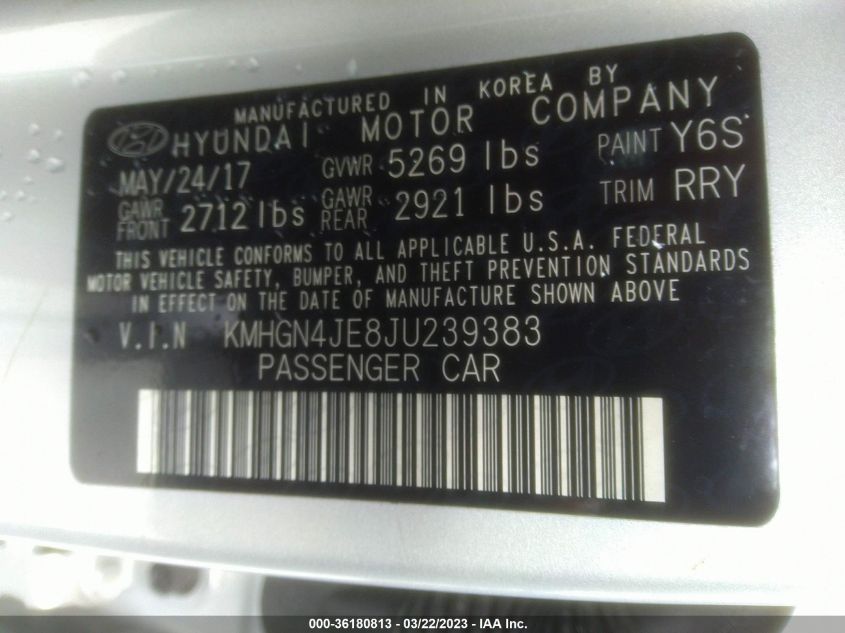 MANUFACTURED IN KOREA BY
HYUNDAI MOTOR COMPANY
MAY/24/17 GVWR 5269 lbs PAINT Y6S
GAWR FRONT 2712 lbs GAWR REAR 2921 lbs TRIM RRY
THIS VEHICLE CONFORMS TO ALL APPLICABLE U.S.A. FEDERAL
MOTOR VEHICLE SAFETY, BUMPER, AND THEFT PREVENTION STANDARDS
IN EFFECT ON THE DATE OF MANUFACTURE SHOWN ABOVE
V.I.N KMHGN4JE8JU239383
PASSENGER CAR
000-36180813 - 03/22/2023 - IAA Inc.